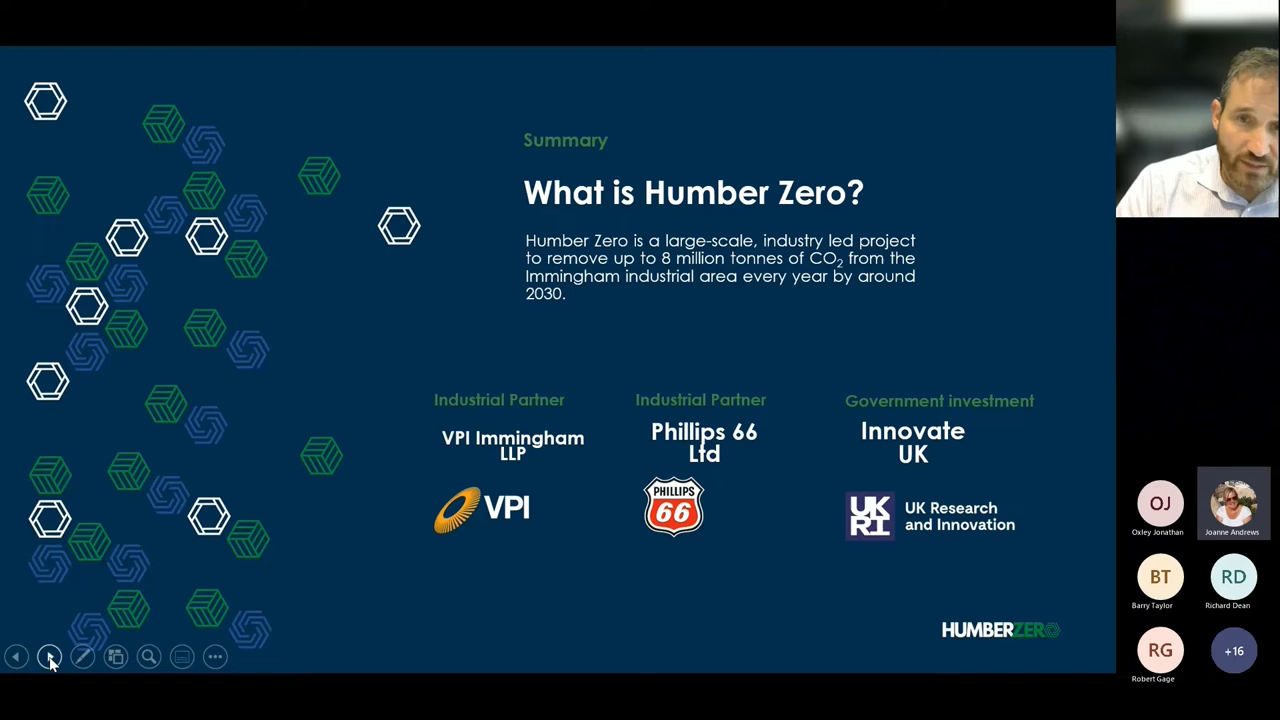 Summary
What is Humber Zero?
Humber Zero is a large-scale, industry led project
to remove up to 8 million tonnes of CO₂ from the
Immingham industrial area every year by around
2030.
Industrial Partner
VPI Immingham
LLP
VPI
Industrial Partner
Phillips 66
Ltd
PHILLIPS
66
Government investment
Innovate
UK
UK
RI
UK Research
and Innovation
HUMBERZERO
OJ
Oxley Jonathan
Joanne Andrews
BT
Barry Taylor
RD
Richard Dean
RG
Robert Gage
+16